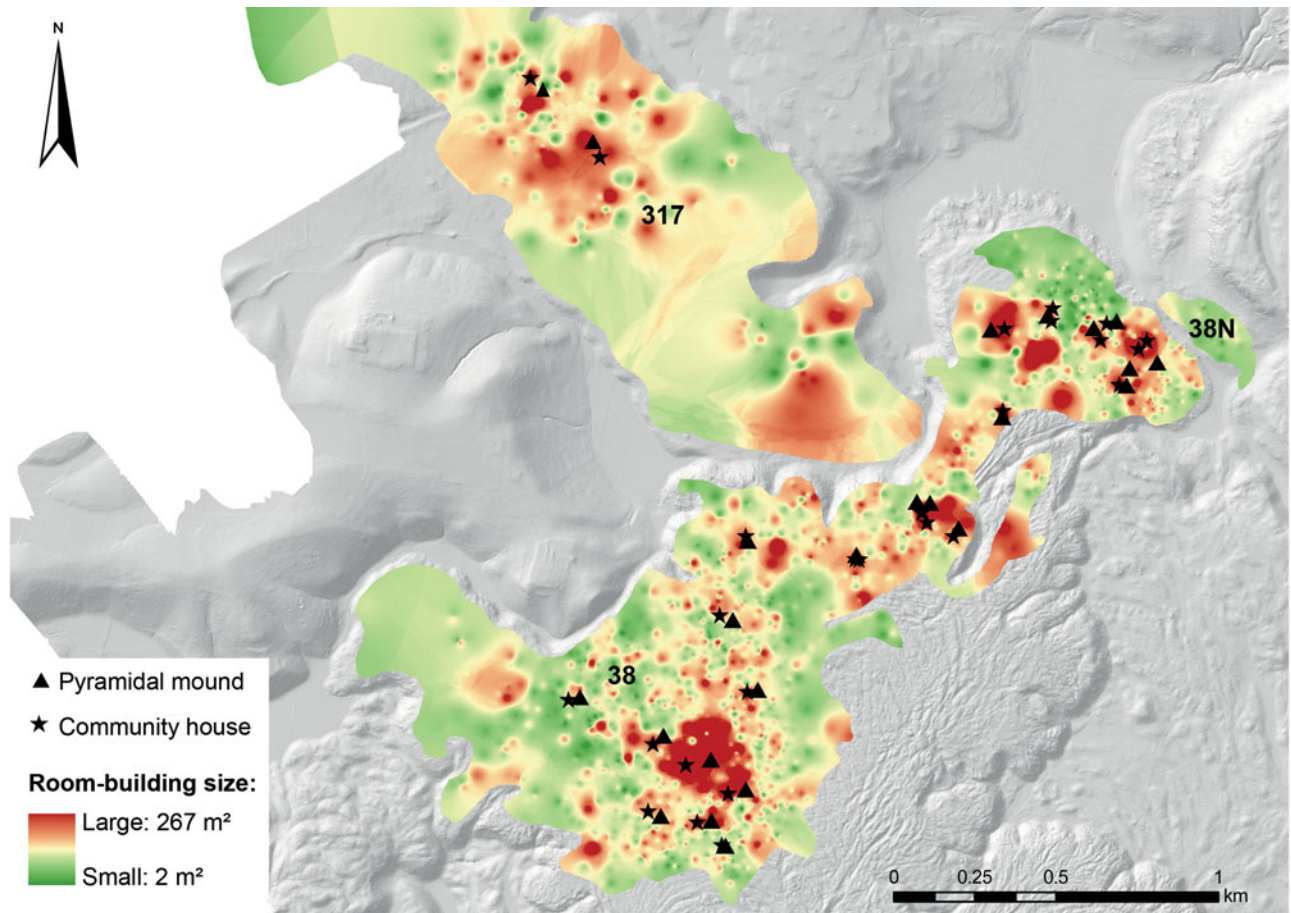 N
317
38N
38
Pyramidal mound
Community house
Room-building size:
Large: 267 m²
Small: 2 m²
0 0.25 0.5 1
km